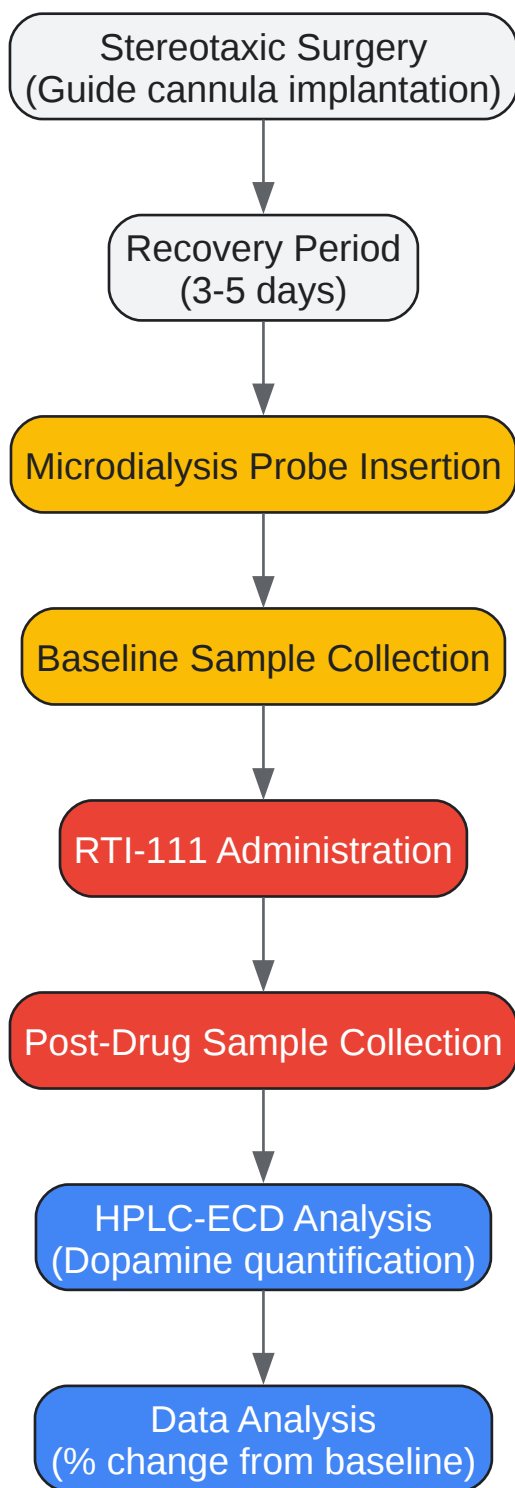 Stereotaxic Surgery
(Guide cannula implantation)
Recovery Period
(3-5 days)
Microdialysis Probe Insertion
Baseline Sample Collection
RTI-111 Administration
Post-Drug Sample Collection
HPLC-ECD Analysis
(Dopamine quantification)
Data Analysis
(% change from baseline)